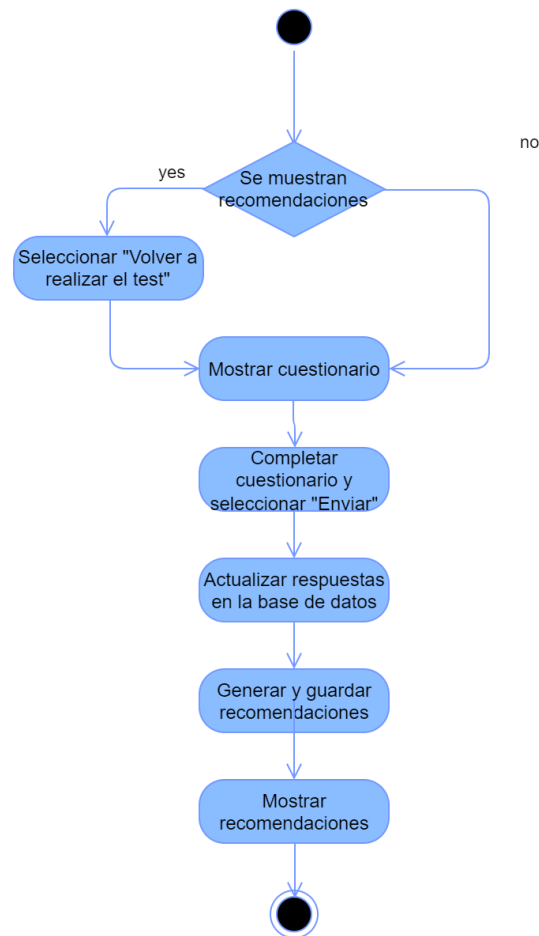 no
yes
Se muestran
recomendaciones
Seleccionar "Volver a
realizar el test"
Mostrar cuestionario
Completar
cuestionario y
seleccionar "Enviar"
Actualizar respuestas
en la base de datos
Generar y guardar
recomendaciones
Mostrar
recomendaciones